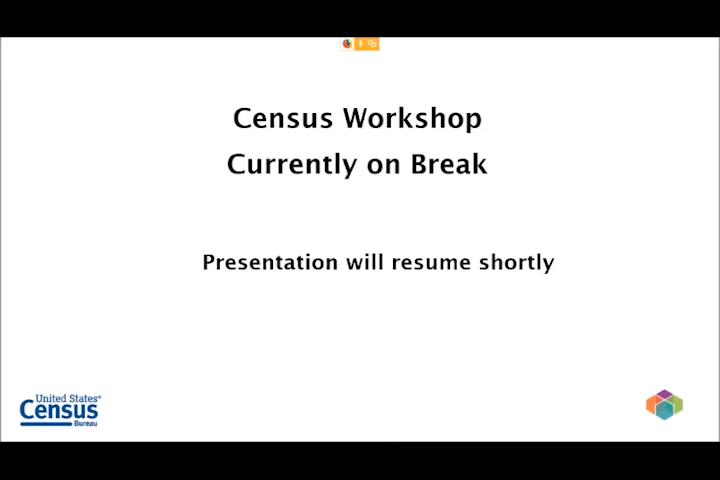 Census Workshop
Currently on Break
Presentation will resume shortly
United States®
Census
Bureau